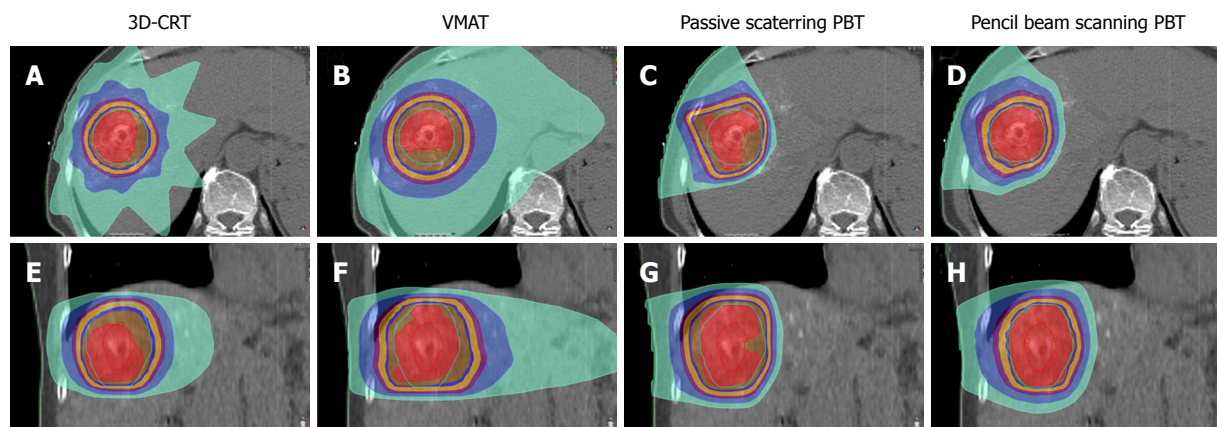 3D-CRT VMAT Passive scaterring PBT Pencil beam scanning PBT
A B C D
E F G H